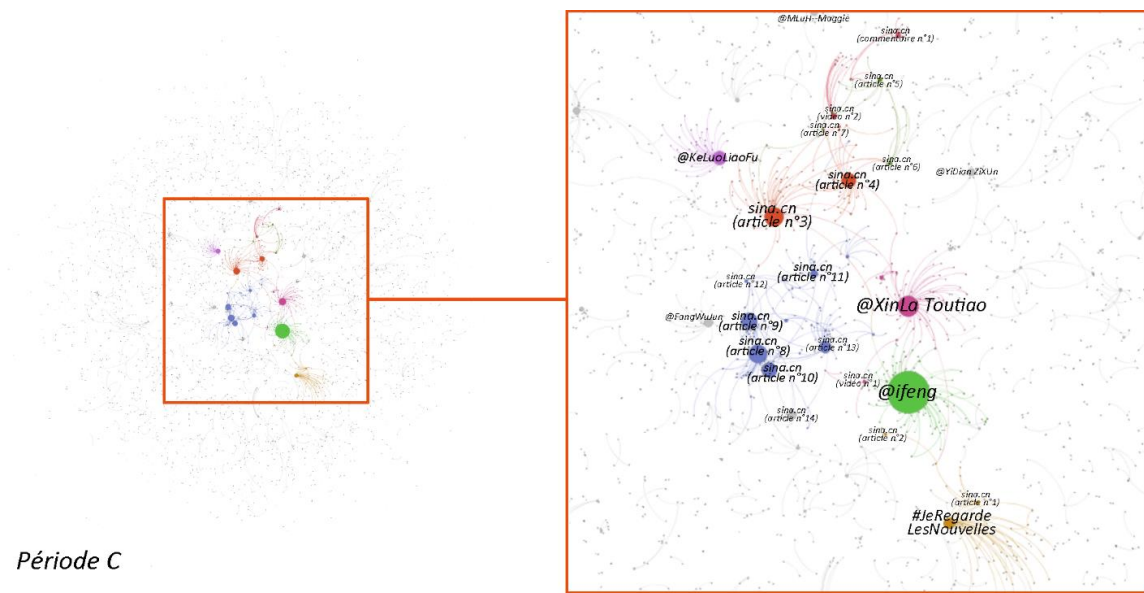 @MLuH--Maggie
sina.cn
(commentaire n°1)
sina.cn
(article n°5)
sina.cn
(vidéo n°2)
sina.cn
(article n°7)
@KeLuoLiaoFu
sina.cn
(article n°6)
@YiDian ZiXUn
sina.cn
(article n°4)
sina.cn
(article n°3)
sina.cn
(article n°11)
sina.cn
(article n°12)
@XinLa Toutiao
@FangWuJun
sina.cn
(article n°9)
sina.cn
(article n°13)
sina.cn
(article n°8)
sina.cn
(article n°10)
sina.cn
(vidéo n°1)
@ifeng
sina.cn
(article n°14)
sina.cn
(article n°2)
sina.cn
(article n°1)
#JeRegarde
LesNouvelles
Période C